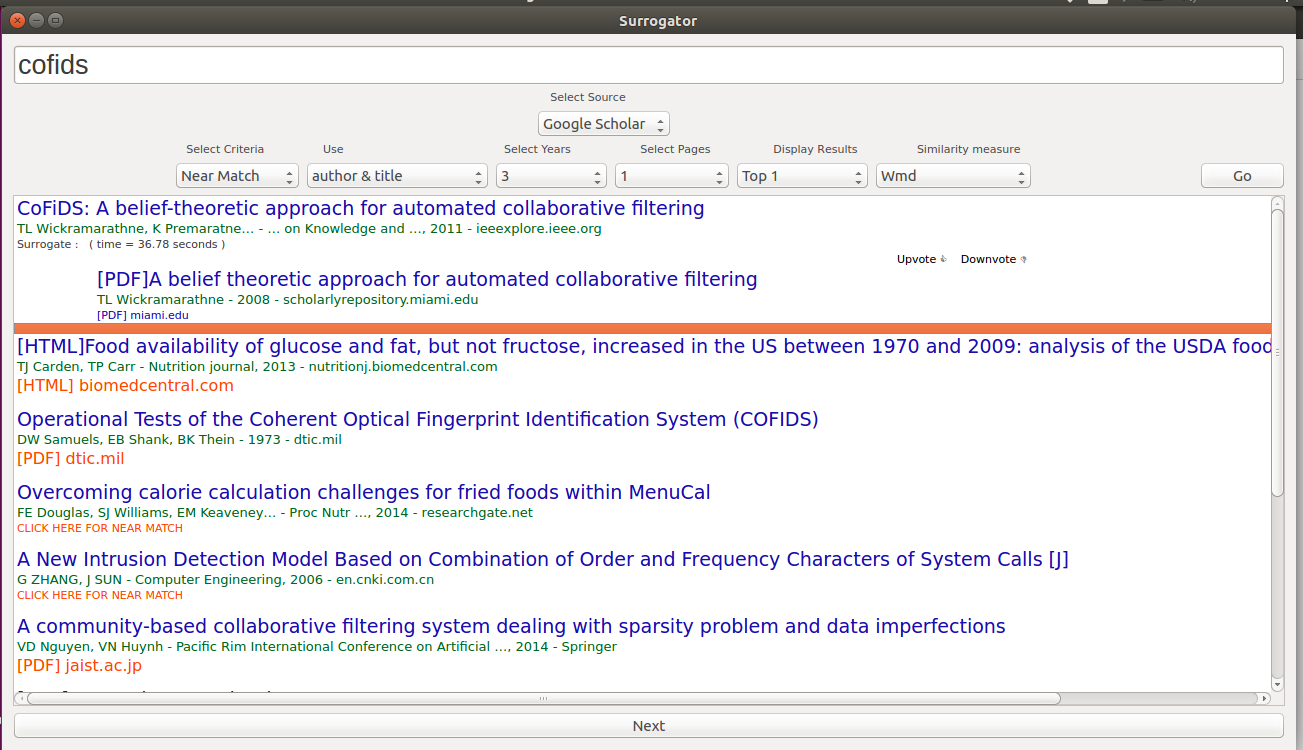 Surrogator
cofids
Select Source
Google Scholar
Select Criteria Use Select Years Select Pages Display Results Similarity measure
Near Match author & title 3 1 Top 1 Wmd Go
CoFiDS: A belief-theoretic approach for automated collaborative filtering
TL Wickramarathne, K Premaratne... - ... on Knowledge and ..., 2011 - ieeexplore.ieee.org
Surrogate : ( time = 36.78 seconds )
Upvote Downvote
[PDF]A belief theoretic approach for automated collaborative filtering
TL Wickramarathne - 2008 - scholarlyrepository.miami.edu
[PDF] miami.edu
[HTML]Food availability of glucose and fat, but not fructose, increased in the US between 1970 and 2009: analysis of the USDA food
TJ Carden, TP Carr - Nutrition journal, 2013 - nutritionj.biomedcentral.com
[HTML] biomedcentral.com
Operational Tests of the Coherent Optical Fingerprint Identification System (COFIDS)
DW Samuels, EB Shank, BK Thein - 1973 - dtic.mil
[PDF] dtic.mil
Overcoming calorie calculation challenges for fried foods within MenuCal
FE Douglas, SJ Williams, EM Keaveney... - Proc Nutr ..., 2014 - researchgate.net
CLICK HERE FOR NEAR MATCH
A New Intrusion Detection Model Based on Combination of Order and Frequency Characters of System Calls [J]
G ZHANG, J SUN - Computer Engineering, 2006 - en.cnki.com.cn
CLICK HERE FOR NEAR MATCH
A community-based collaborative filtering system dealing with sparsity problem and data imperfections
VD Nguyen, VN Huynh - Pacific Rim International Conference on Artificial ..., 2014 - Springer
[PDF] jaist.ac.jp
Next